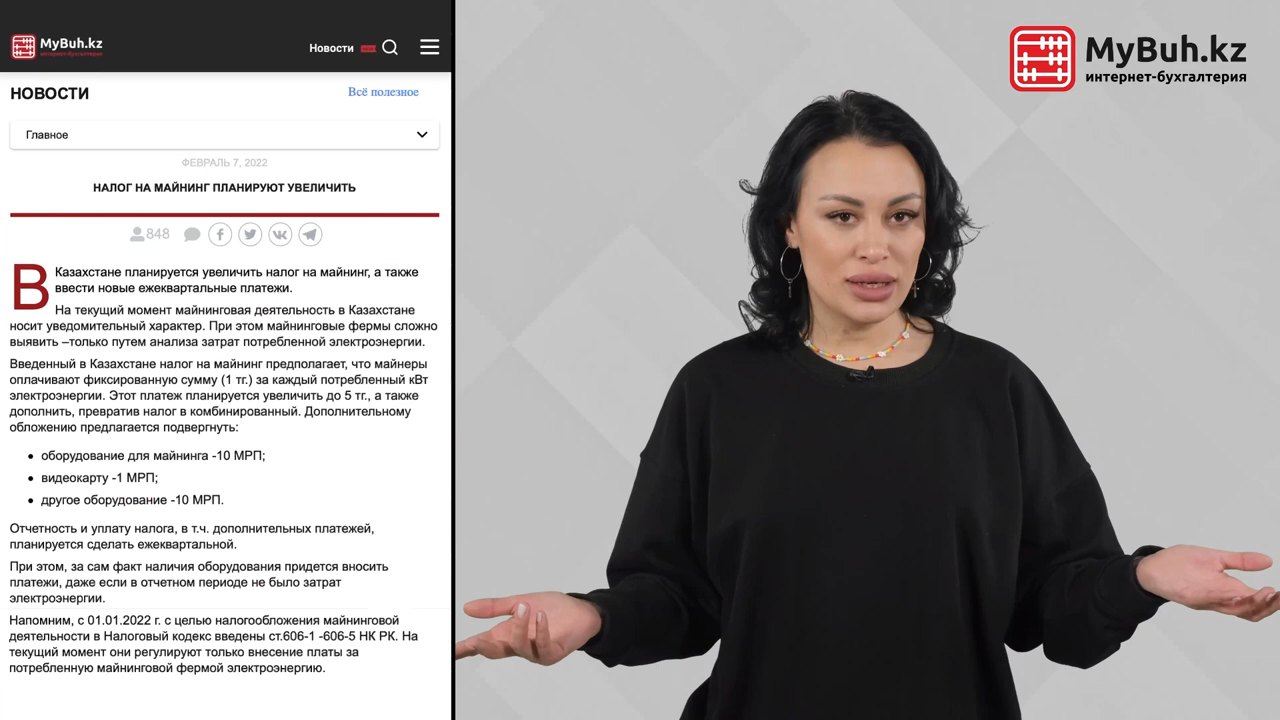 MyBuh.kz
интернет-бухгалтерия
Новости
НОВОСТИ
Всё полезное
Главное
ФЕВРАЛЬ 7, 2022
НАЛОГ НА МАЙНИНГ ПЛАНИРУЮТ УВЕЛИЧИТЬ
848
В Казахстане планируется увеличить налог на майнинг, а также
ввести новые ежеквартальные платежи.
На текущий момент майнинговая деятельность в Казахстане
носит уведомительный характер. При этом майнинговые фермы сложно
выявить –только путем анализа затрат потребленной электроэнергии.
Введенный в Казахстане налог на майнинг предполагает, что майнеры
оплачивают фиксированную сумму (1 тг.) за каждый потребленный кВт
электроэнергии. Этот платеж планируется увеличить до 5 тг., а также
дополнить, превратив налог в комбинированный. Дополнительному
обложению предлагается подвергнуть:
• оборудование для майнинга -10 МРП;
• видеокарту -1 МРП;
• другое оборудование -10 МРП.
Отчетность и уплату налога, в т.ч. дополнительных платежей,
планируется сделать ежеквартальной.
При этом, за сам факт наличия оборудования придется вносить
платежи, даже если в отчетном периоде не было затрат
электроэнергии.
Напомним, с 01.01.2022 г. с целью налогообложения майнинговой
деятельности в Налоговый кодекс введены ст.606-1 -606-5 НК РК. На
текущий момент они регулируют только внесение платы за
потребленную майнинговой фермой электроэнергию.
MyBuh.kz
интернет-бухгалтерия